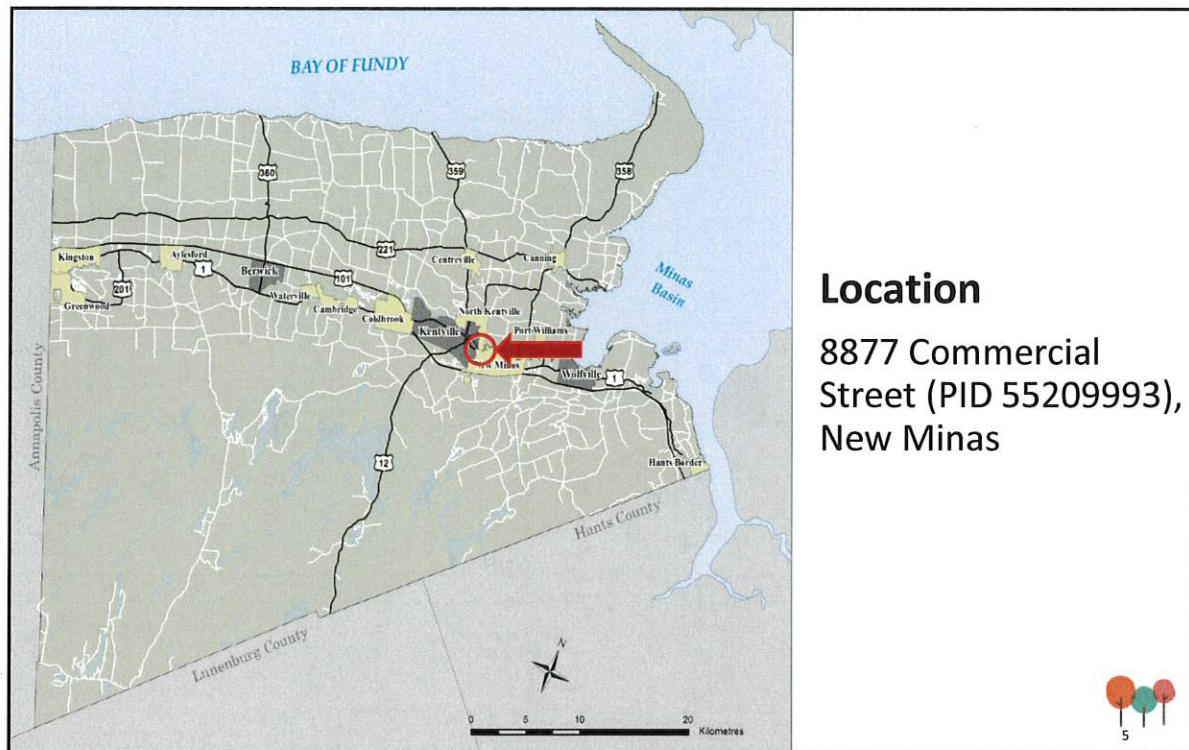 BAY OF FUNDY
360
359
358
221
Kingston
Aylesford
1
Berwick
101
Centreville
Canning
Minas
Basin
201
Greenwood
Waterville
Cambridge
Coldbrook
North Kentville
Kentville
Port Williams
New Minas
Wolfville
1
12
Hants Border
Annapolis County
Hants County
Lunenburg County
N
0 5 10 20
Kilometres
Location
8877 Commercial
Street (PID 55209993),
New Minas
5